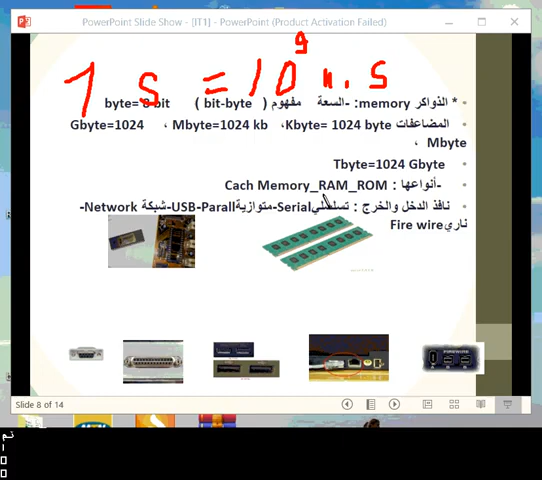 PowerPoint Slide Show - [IT1] - PowerPoint (Product Activation Failed)
1 s = 10⁹ n.s
* الذواكر memory: -السعة مفهوم ( bit-byte ) byte= 8 bit
المضاعفات Kbyte= 1024 byte، Mbyte=1024 kb ، Gbyte=1024 Mbyte ،
Tbyte=1024 Gbyte
-أنواعها : Cach Memory_RAM_ROM
نافذ الدخل والخرج : تسلسلي Serial-متوازية USB-Parall-شبكة Network-
ناري Fire wire
FIREWIRE
Slide 8 of 14